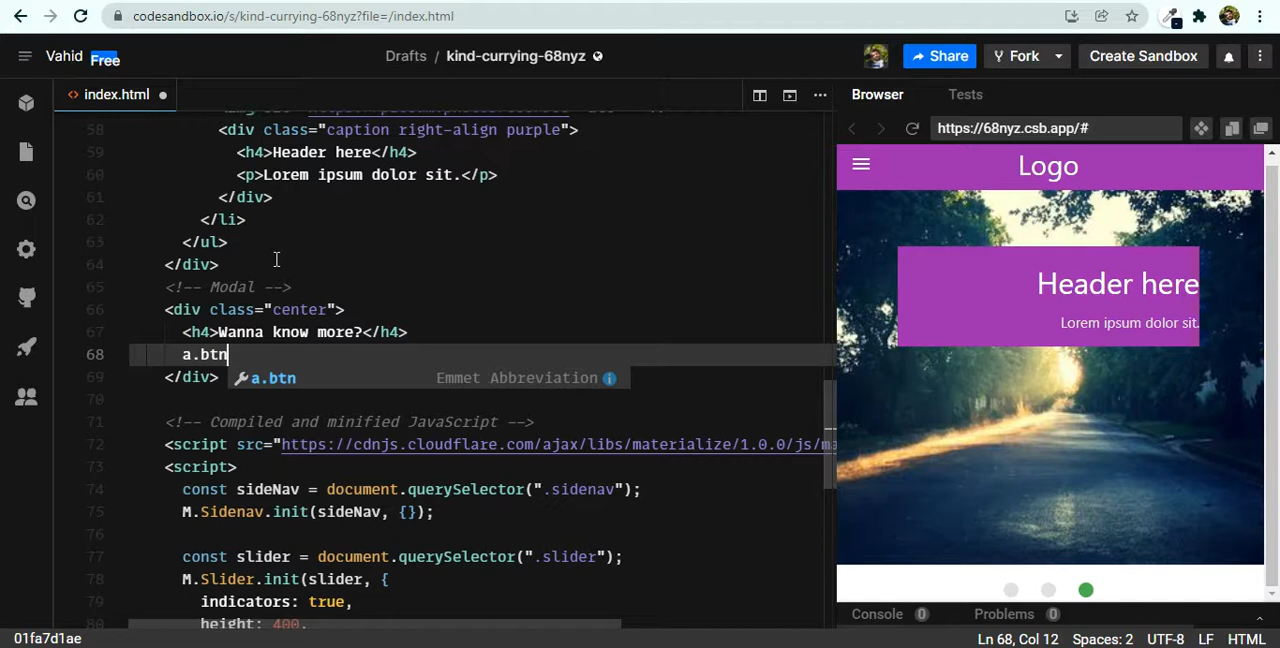 codesandbox.io/s/kind-currying-68nyz?file=/index.html
Vahid Free
Drafts / kind-currying-68nyz
Share
Fork
Create Sandbox
<> index.html
Browser
Tests
https://68nyz.csb.app/#
58 <div class="caption right-align purple">
59 <h4>Header here</h4>
60 <p>Lorem ipsum dolor sit.</p>
61 </div>
62 </li>
63 </ul>
64 </div>
65 <!-- Modal -->
66 <div class="center">
67 <h4>Wanna know more?</h4>
68 a.btn
69 </div>
a.btn Emmet Abbreviation
70
71 <!-- Compiled and minified JavaScript -->
72 <script src="https://cdnjs.cloudflare.com/ajax/libs/materialize/1.0.0/js/ma
73 <script>
74 const sideNav = document.querySelector(".sidenav");
75 M.Sidenav.init(sideNav, {});
76
77 const slider = document.querySelector(".slider");
78 M.Slider.init(slider, {
79 indicators: true,
80 height: 400,
Logo
Header here
Lorem ipsum dolor sit.
Console 0
Problems 0
01fa7d1ae
Ln 68, Col 12 Spaces: 2 UTF-8 LF HTML